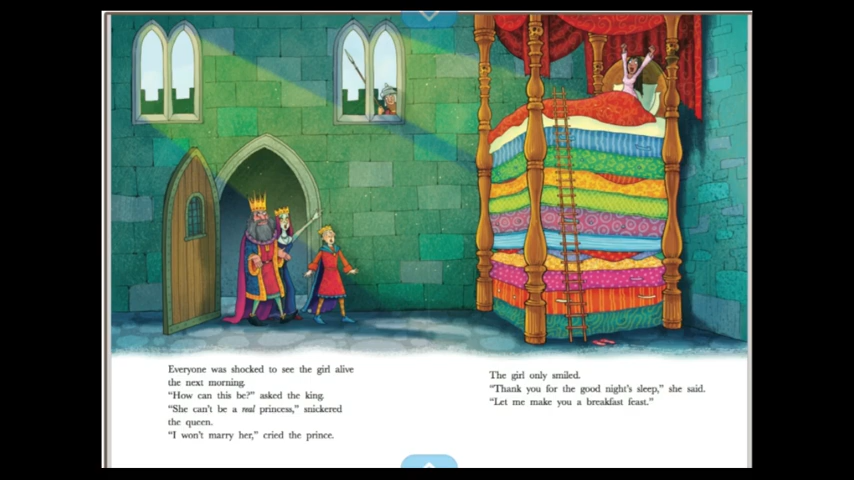 Everyone was shocked to see the girl alive
the next morning.
"How can this be?" asked the king.
"She can't be a real princess," snickered
the queen.
"I won't marry her," cried the prince.
The girl only smiled.
"Thank you for the good night's sleep," she said.
"Let me make you a breakfast feast."